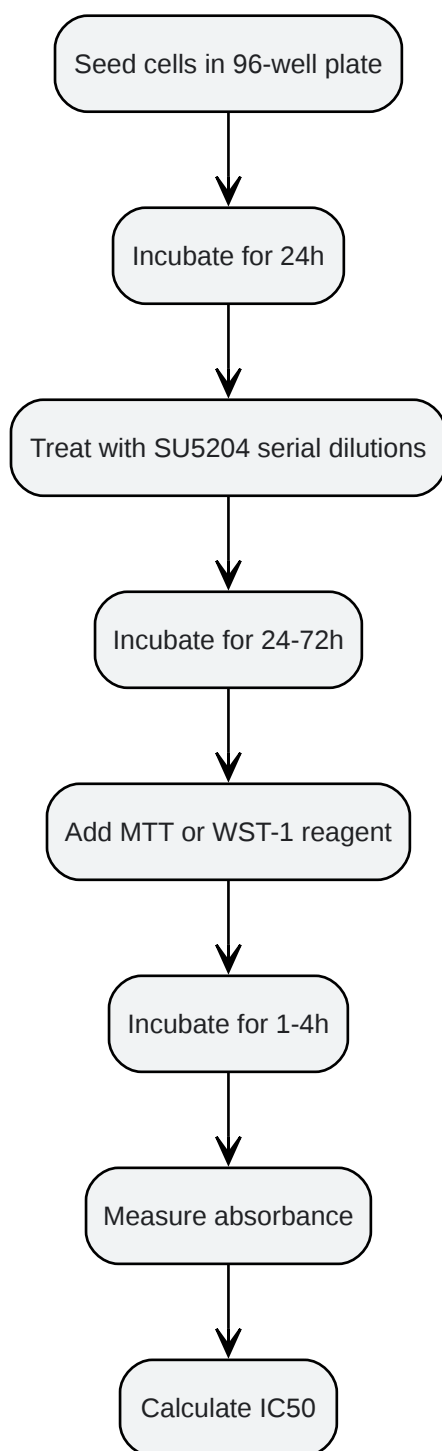 Seed cells in 96-well plate
Incubate for 24h
Treat with SU5204 serial dilutions
Incubate for 24-72h
Add MTT or WST-1 reagent
Incubate for 1-4h
Measure absorbance
Calculate IC50